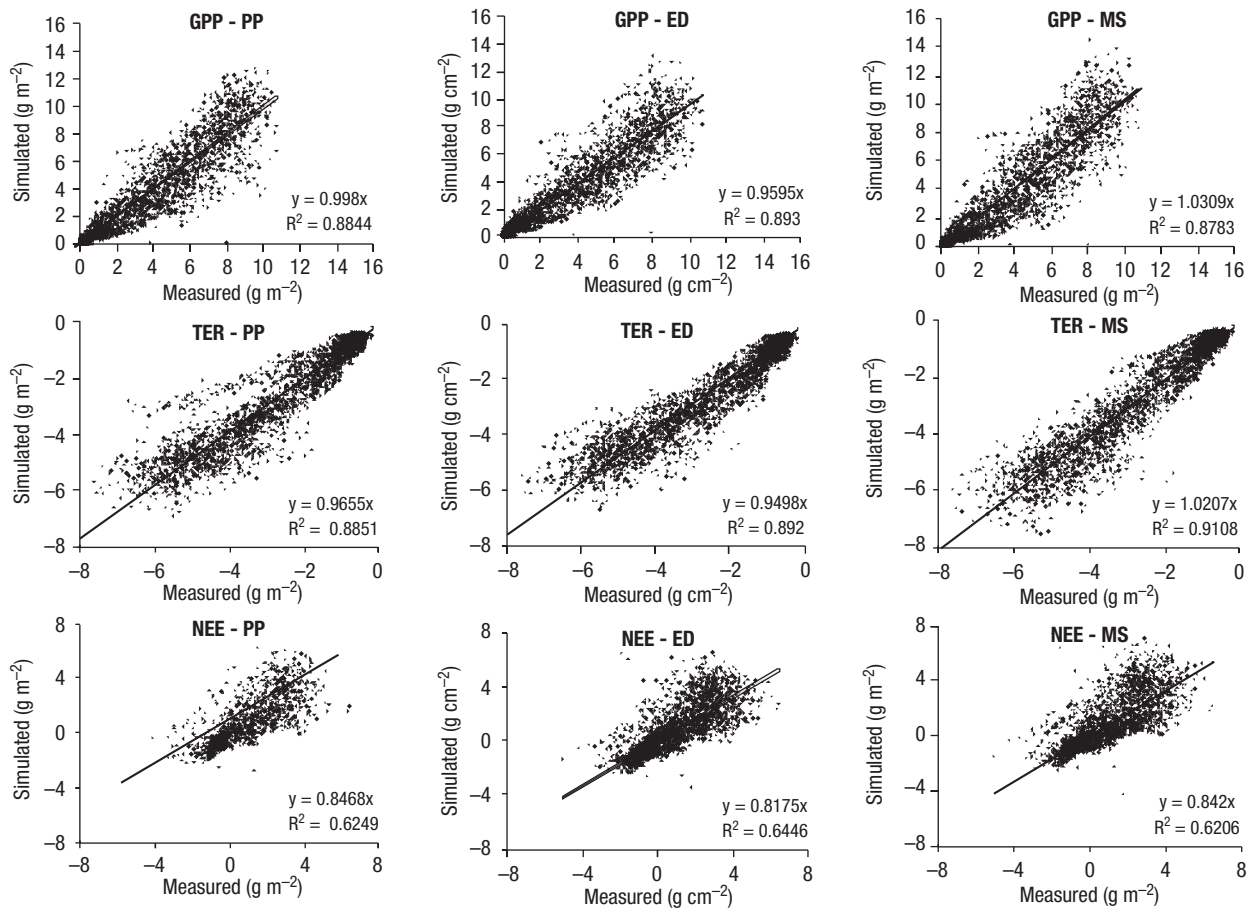 GPP - PP
16
14
12
10
8
6
4
2
0
Simulated (g m−2)
y = 0.998x
R2 = 0.8844
0 2 4 6 8 10 12 14 16
Measured (g m−2)
GPP - ED
16
14
12
10
8
6
4
2
0
Simulated (g cm−2)
y = 0.9595x
R2 = 0.893
0 2 4 6 8 10 12 14 16
Measured (g cm−2)
GPP - MS
16
14
12
10
8
6
4
2
0
Simulated (g m−2)
y = 1.0309x
R2 = 0.8783
0 2 4 6 8 10 12 14 16
Measured (g m−2)
TER - PP
0
−2
−4
−6
−8
Simulated (g m−2)
y = 0.9655x
R2 = 0.8851
−8 −6 −4 −2 0
Measured (g m−2)
TER - ED
0
−2
−4
−6
−8
Simulated (g cm−2)
y = 0.9498x
R2 = 0.892
−8 −6 −4 −2 0
Measured (g cm−2)
TER - MS
0
−2
−4
−6
−8
Simulated (g m−2)
y = 1.0207x
R2 = 0.9108
−8 −6 −4 −2 0
Measured (g m−2)
NEE - PP
8
4
0
−4
−8
Simulated (g m−2)
y = 0.8468x
R2 = 0.6249
−8 −4 0 4 8
Measured (g m−2)
NEE - ED
8
4
0
−4
−8
Simulated (g cm−2)
y = 0.8175x
R2 = 0.6446
−8 −4 0 4 8
Measured (g cm−2)
NEE - MS
8
4
0
−4
−8
Simulated (g m−2)
y = 0.842x
R2 = 0.6206
−8 −4 0 4 8
Measured (g m−2)